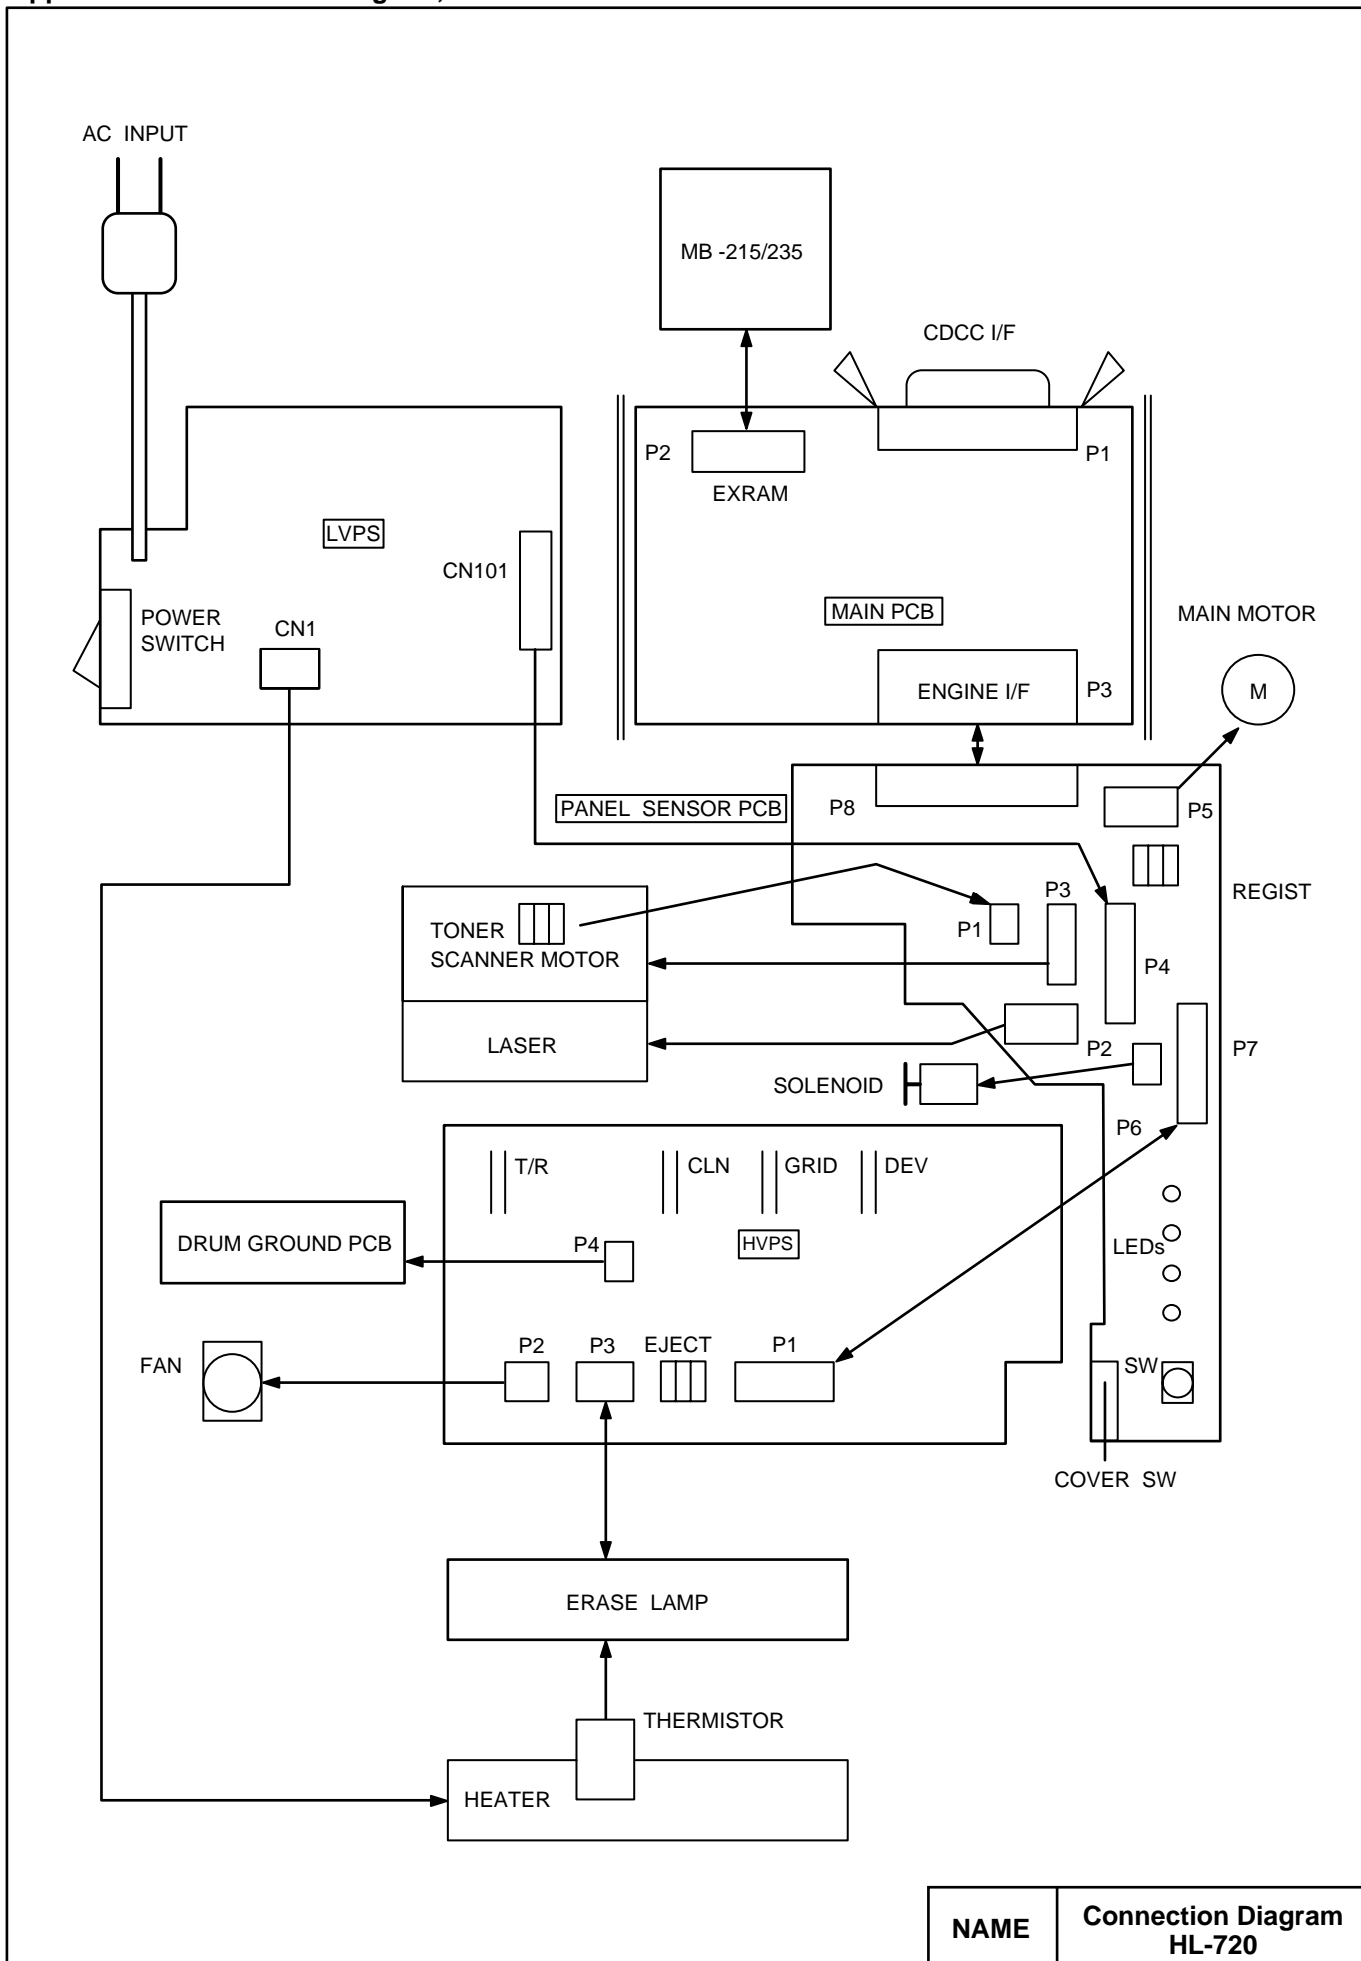 AC INPUT
MB -215/235
CDCC I/F
P2
EXRAM
P1
LVPS
CN101
POWER
SWITCH
CN1
MAIN PCB
MAIN MOTOR
ENGINE I/F
P3
M
PANEL SENSOR PCB
P8
P5
REGIST
P3
P1
TONER
SCANNER MOTOR
P4
LASER
P2
P7
SOLENOID
P6
T/R
CLN
GRID
DEV
DRUM GROUND PCB
P4
HVPS
LEDs
FAN
P2
P3
EJECT
P1
SW
COVER SW
ERASE LAMP
THERMISTOR
HEATER
NAME
Connection Diagram
HL-720